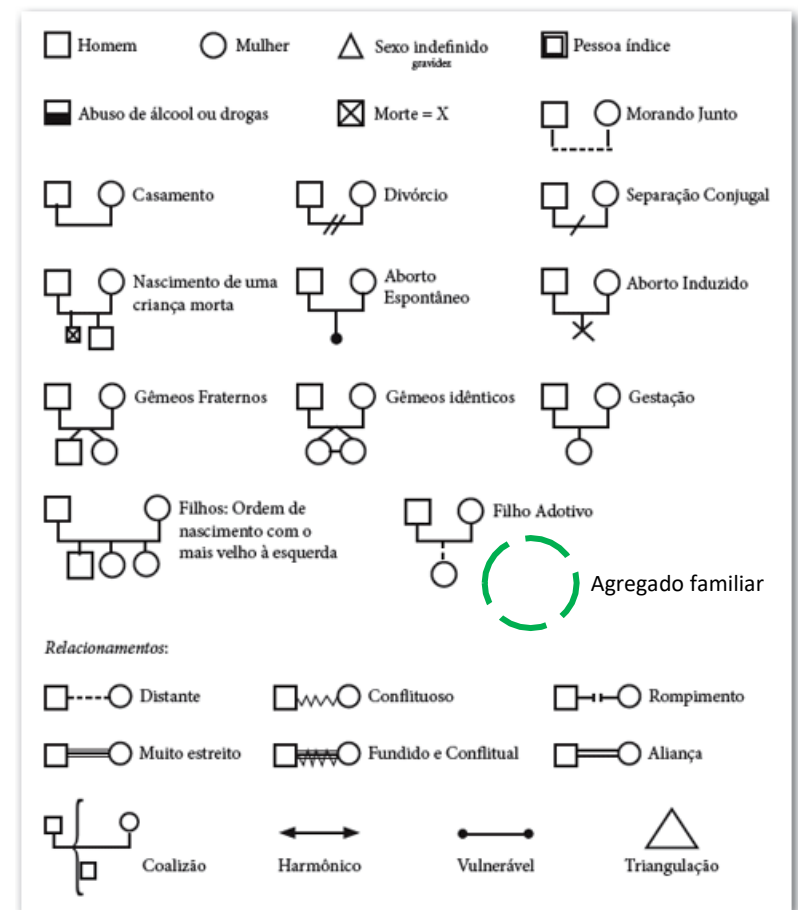 Homem
Mulher
Sexo indefinido
gravidez
Pessoa índice
Abuso de álcool ou drogas
Morte = X
Morando Junto
Casamento
Divórcio
Separação Conjugal
Nascimento de uma
criança morta
Aborto
Espontâneo
Aborto Induzido
Gêmeos Fraternos
Gêmeos idênticos
Gestação
Filhos: Ordem de
nascimento com o
mais velho à esquerda
Filho Adotivo
Agregado familiar
Relacionamentos:
Distante
Conflituoso
Rompimento
Muito estreito
Fundido e Conflitual
Aliança
Coalizão
Harmônico
Vulnerável
Triangulação